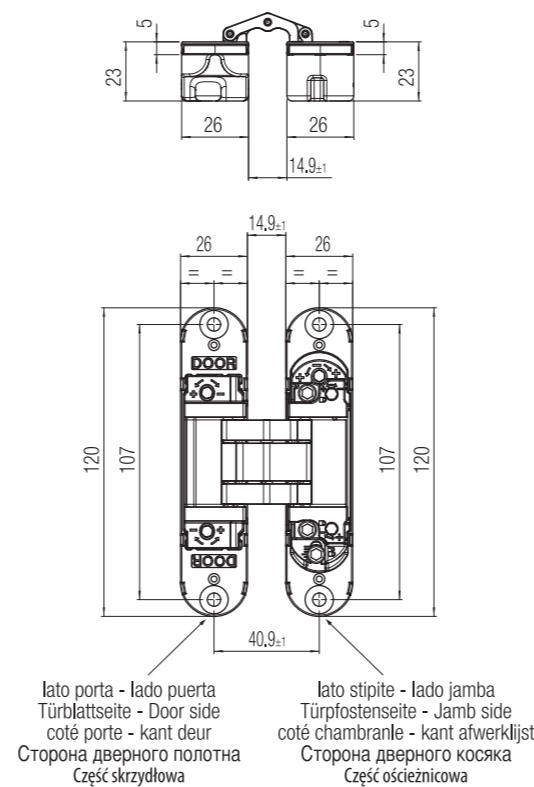 5
5
23
23
26
26
14.9±1
14.9±1
26
26
=
=
=
=
DOOR
+
-
+
-
+
120
107
107
120
-
+
DOOR
40.9±1
lato porta - lado puerta
Türblattseite - Door side
coté porte - kant deur
Сторона дверного полотна
Część skrzydłowa
lato stipite - lado jamba
Türpfostenseite - Jamb side
coté chambranle - kant afwerklijst
Сторона дверного косяка
Część ościeżnicowa